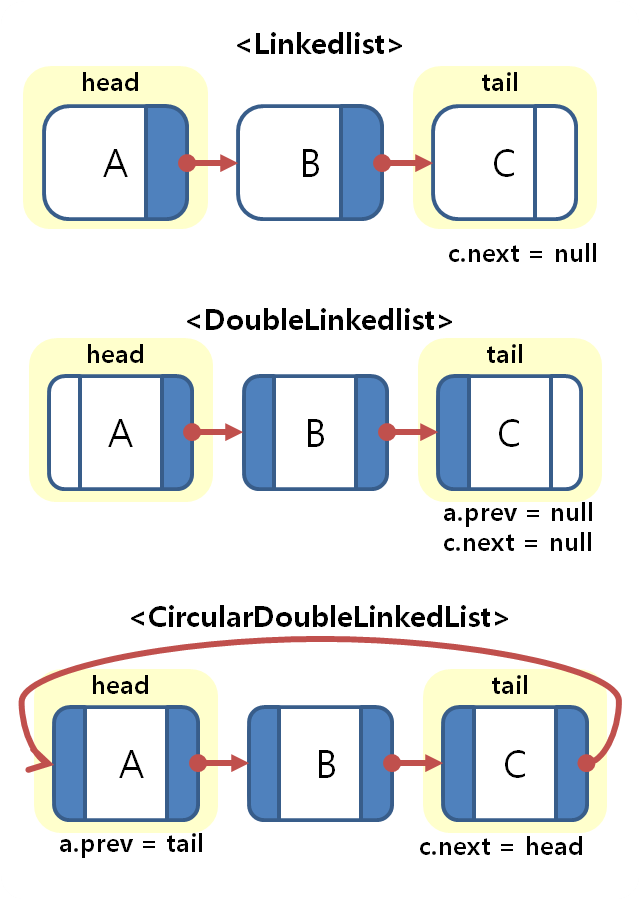 <Linkedlist>
head
tail
A
B
C
c.next = null
<DoubleLinkedlist>
head
tail
A
B
C
a.prev = null
c.next = null
<CircularDoubleLinkedList>
head
tail
A
B
C
a.prev = tail
c.next = head